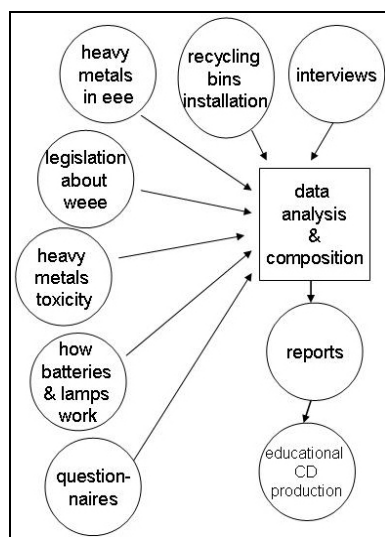 heavy
metals
in eee
recycling
bins
installation
interviews
legislation
about
weee
data
analysis
&
composition
heavy
metals
toxicity
how
batteries
& lamps
work
reports
question-
naires
educational
CD
production